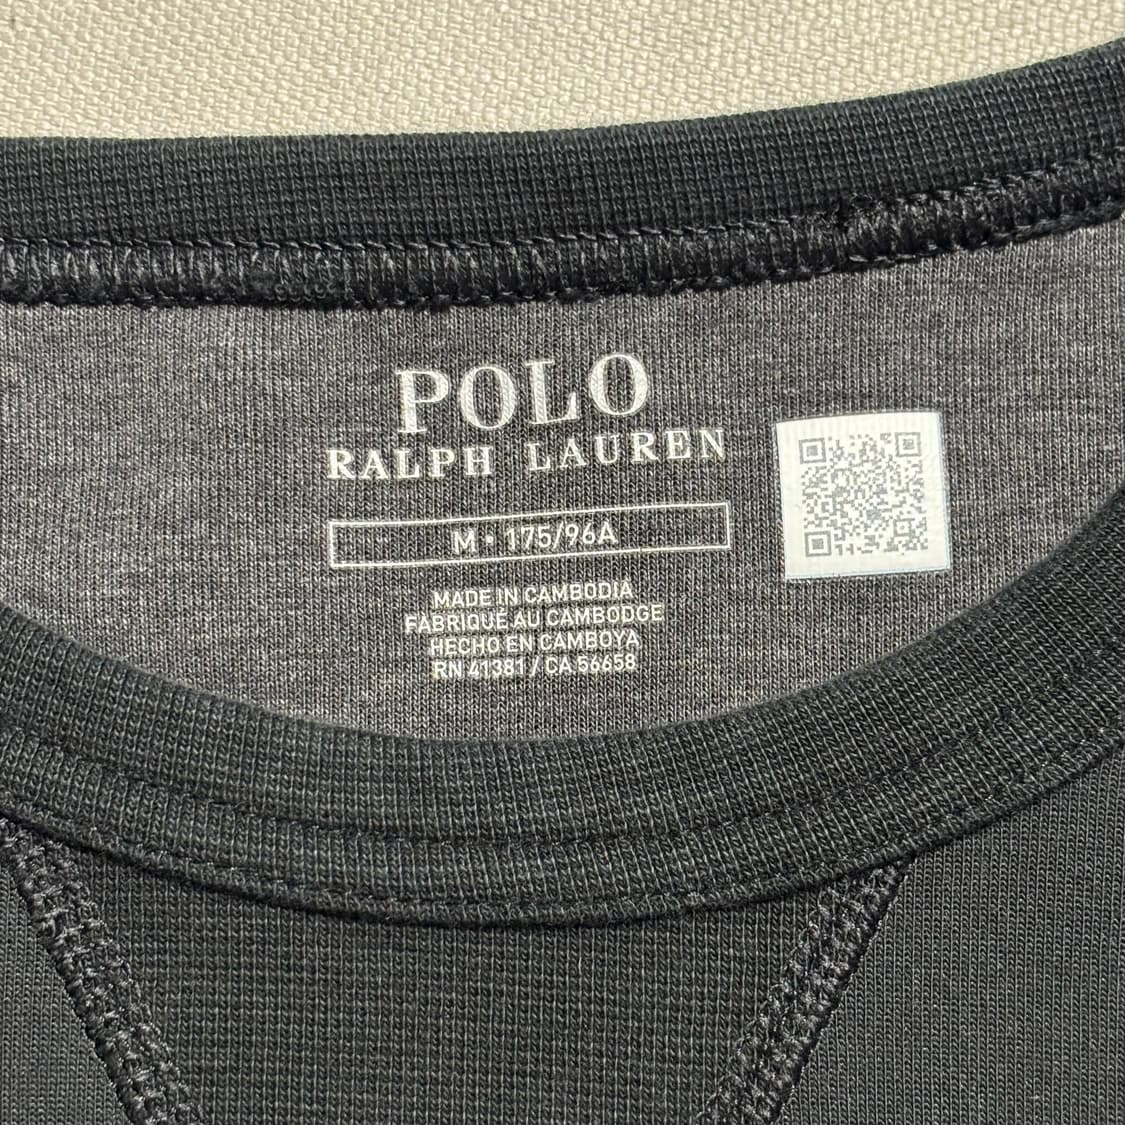 POLO
RALPH LAUREN
M • 175/96A
MADE IN CAMBODIA
FABRIQUÉ AU CAMBODGE
HECHO EN CAMBOYA
RN 41381 / CA 56658